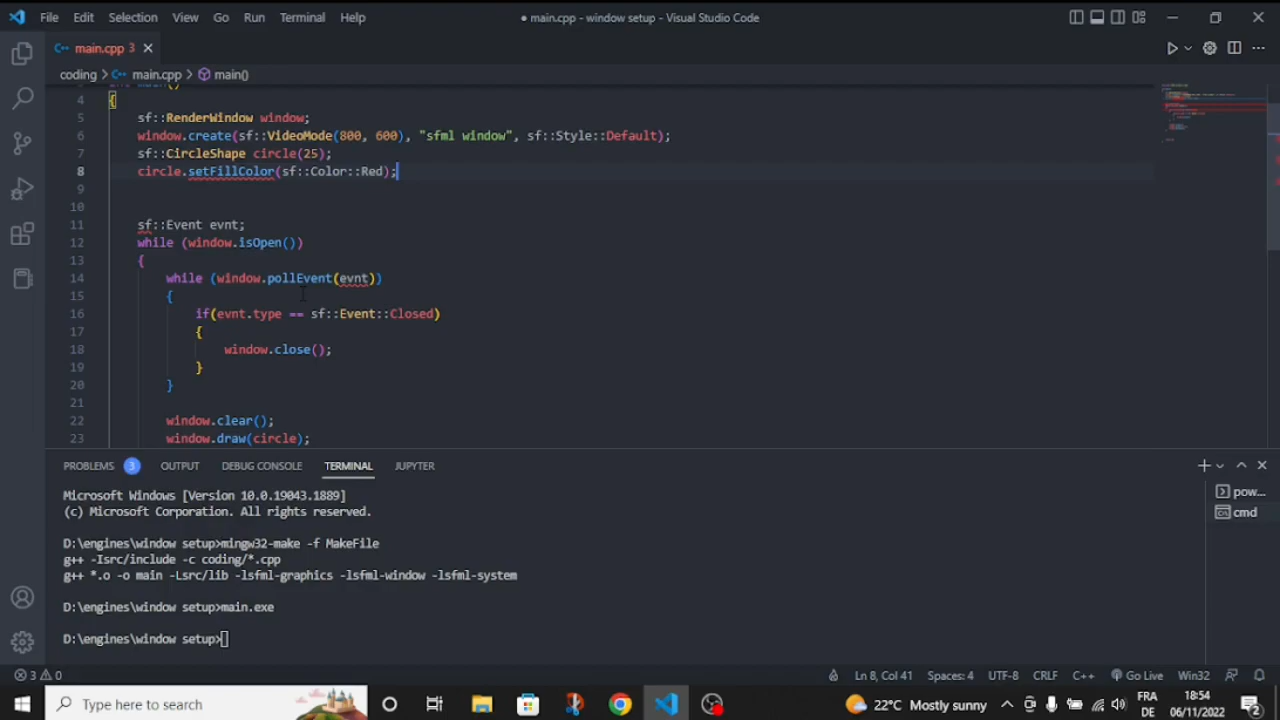 File Edit Selection View Go Run Terminal Help ● main.cpp - window setup - Visual Studio Code
main.cpp 3
coding > main.cpp > main()
4 {
5 sf::RenderWindow window;
6 window.create(sf::VideoMode(800, 600), "sfml window", sf::Style::Default);
7 sf::CircleShape circle(25);
8 circle.setFillColor(sf::Color::Red);
9
10
11 sf::Event evnt;
12 while (window.isOpen())
13 {
14 while (window.pollEvent(evnt))
15 {
16 if(evnt.type == sf::Event::Closed)
17 {
18 window.close();
19 }
20 }
21
22 window.clear();
23 window.draw(circle);
PROBLEMS 3 OUTPUT DEBUG CONSOLE TERMINAL JUPYTER
Microsoft Windows [Version 10.0.19043.1889]
(c) Microsoft Corporation. All rights reserved.
D:\engines\window setup>mingw32-make -f MakeFile
g++ -Isrc/include -c coding/*.cpp
g++ *.o -o main -Lsrc/lib -lsfml-graphics -lsfml-window -lsfml-system
D:\engines\window setup>main.exe
D:\engines\window setup>
pow...
cmd
3 0 Ln 8, Col 41 Spaces: 4 UTF-8 CRLF C++ Go Live Win32
Type here to search 22°C Mostly sunny FRA DE 18:54 06/11/2022 2